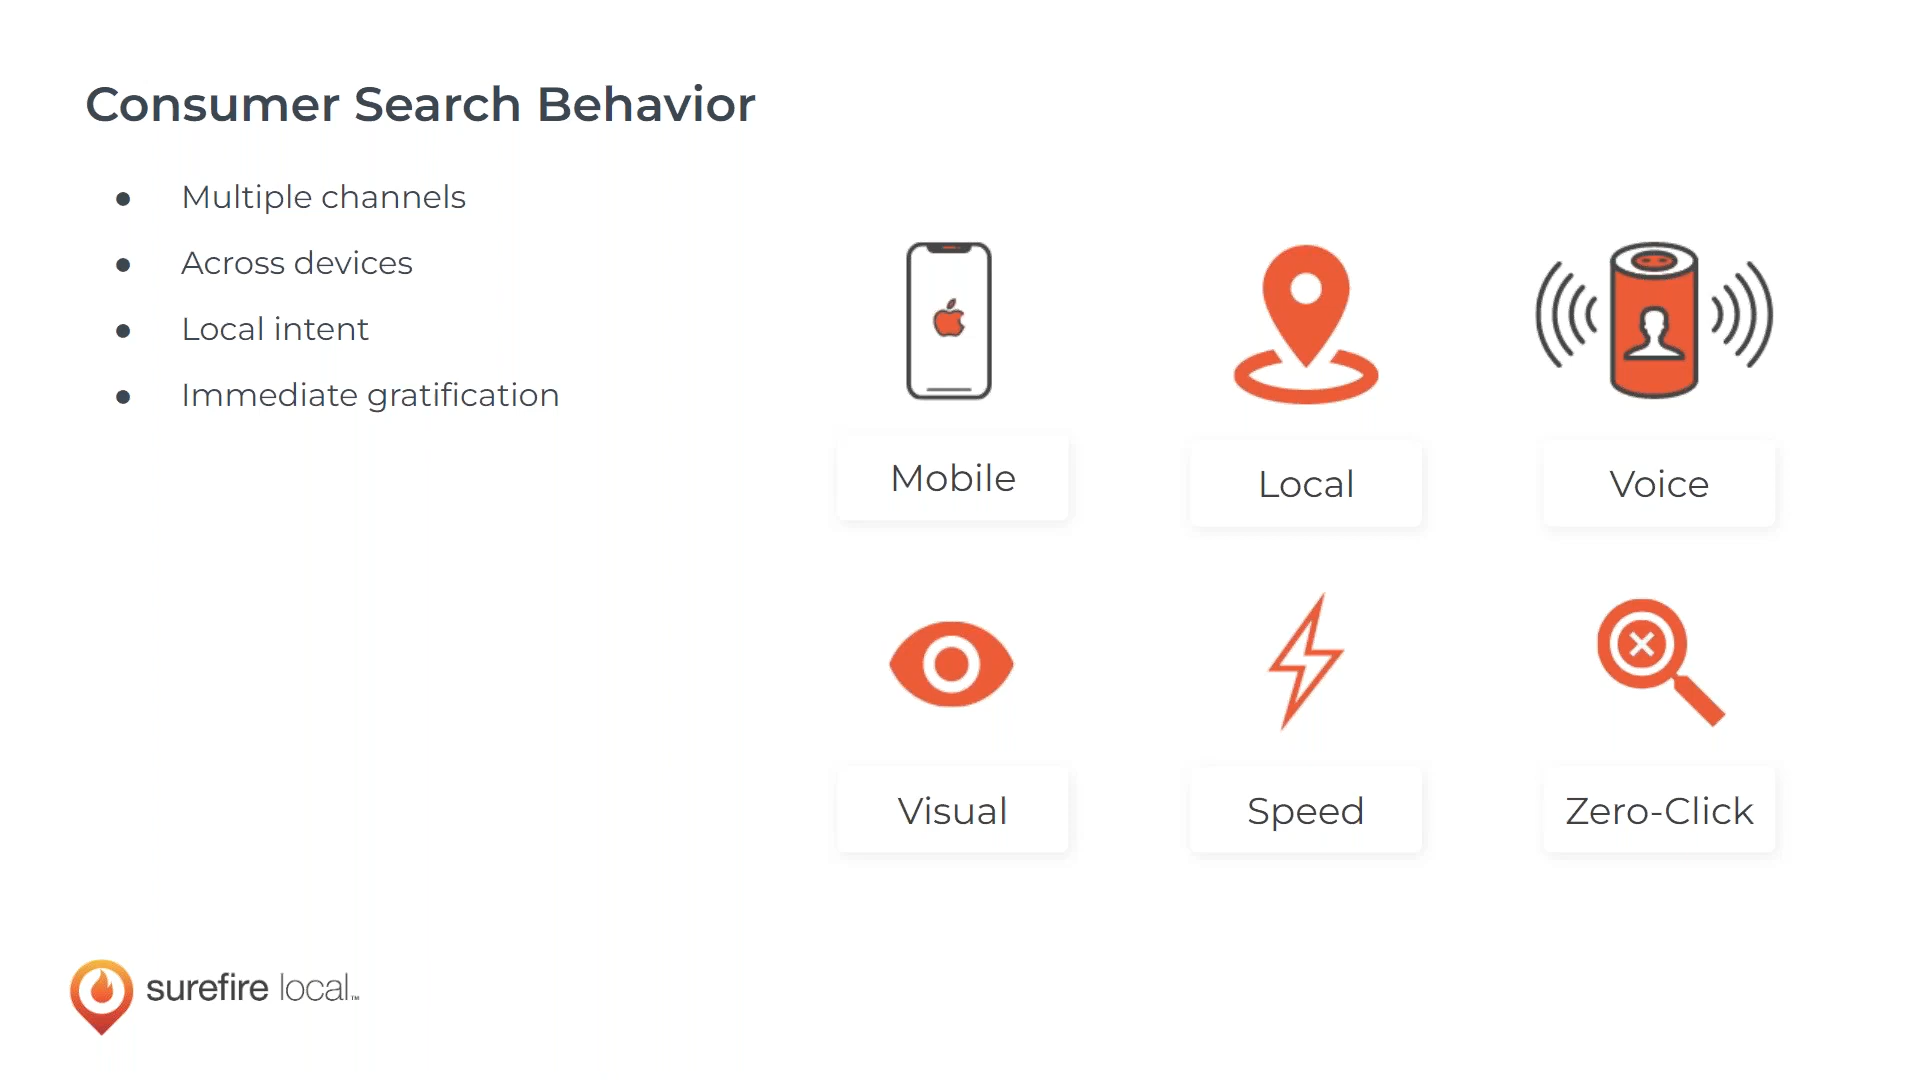 Consumer Search Behavior
● Multiple channels
● Across devices
● Local intent
● Immediate gratification
Mobile
Local
Voice
Visual
Speed
Zero-Click
surefire local™